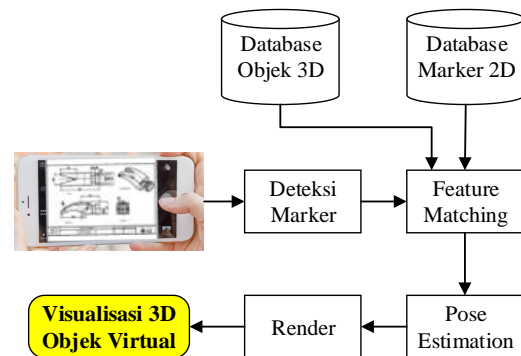 Database
Objek 3D
Database
Marker 2D
Deteksi
Marker
Feature
Matching
Visualisasi 3D
Objek Virtual
Render
Pose
Estimation